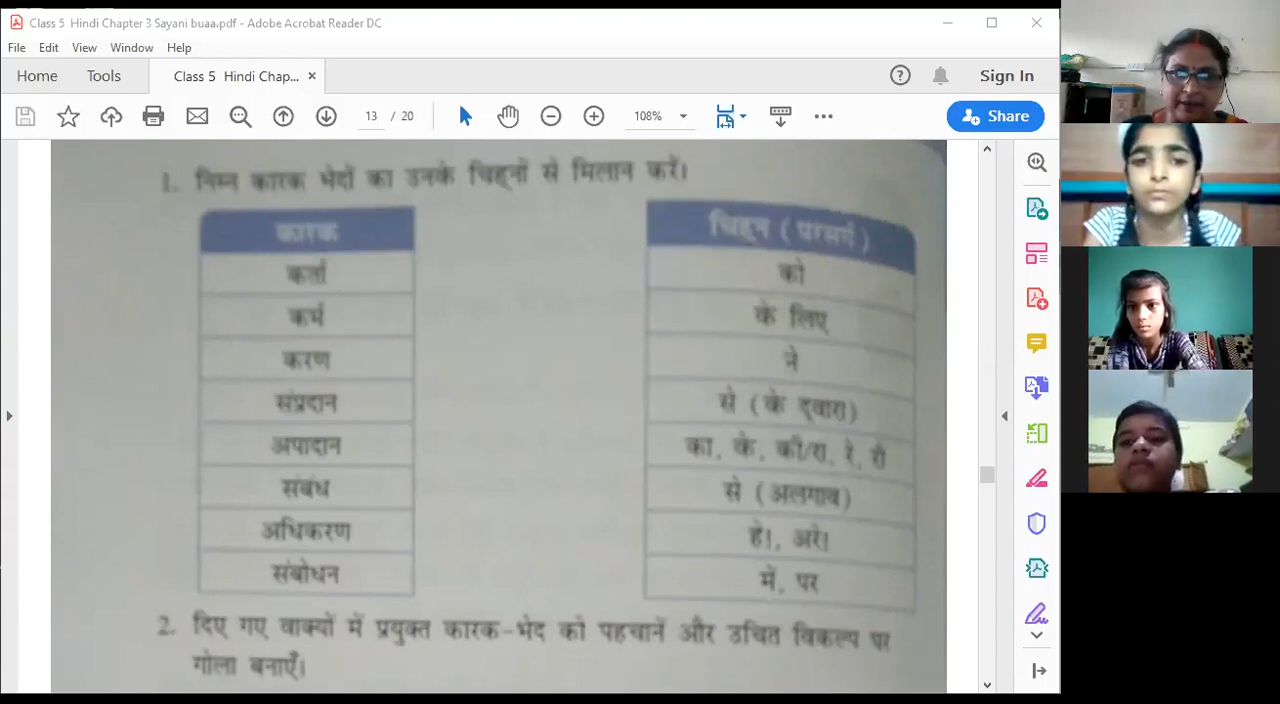 Class 5 Hindi Chapter 3 Sayani buaa.pdf - Adobe Acrobat Reader DC
File Edit View Window Help
Home Tools Class 5 Hindi Chap... × Sign In
13 / 20 108% Share
1. निम्न कारक भेदों का उनके चिह्नों से मिलान करें।
कारक चिह्न (परसर्ग)
कर्ता को
कर्म के लिए
करण ने
संप्रदान से (के द्वारा)
अपादान का, के, की/रा, रे, री
संबंध से (अलगाव)
अधिकरण हे!, अरे!
संबोधन में, पर
2. दिए गए वाक्यों में प्रयुक्त कारक-भेद को पहचानें और उचित विकल्प पर
गोला बनाएँ।